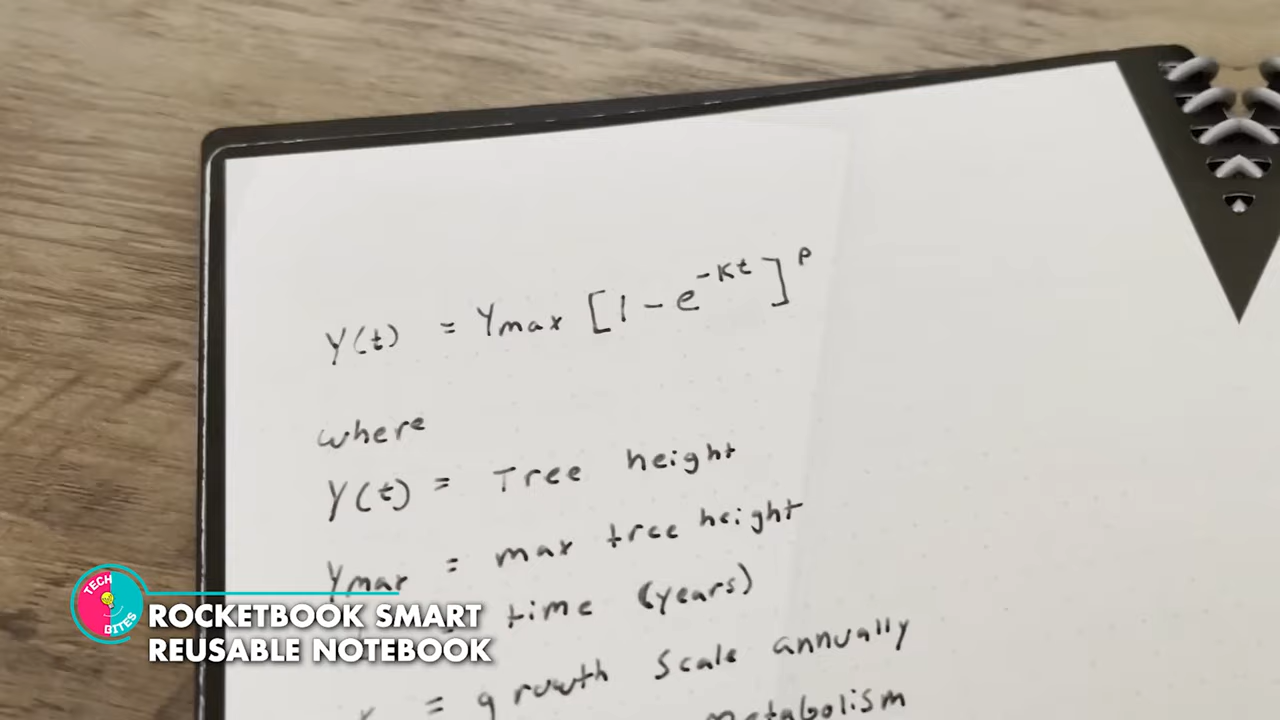 Y(t) = Ymax [1 - e^-Kt]^P
where
Y(t) = Tree height
Ymax = max tree height
= time (years)
K = growth scale annually
metabolism
TECH
BITES
ROCKETBOOK SMART
REUSABLE NOTEBOOK